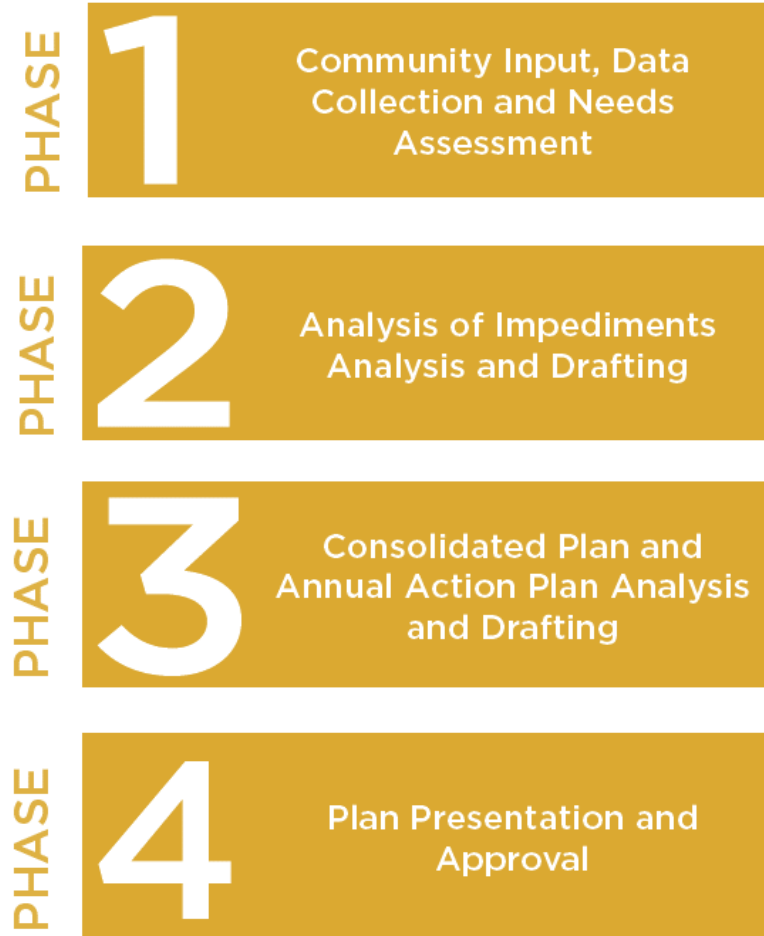 PHASE
1
Community Input, Data
Collection and Needs
Assessment
PHASE
2
Analysis of Impediments
Analysis and Drafting
PHASE
3
Consolidated Plan and
Annual Action Plan Analysis
and Drafting
PHASE
4
Plan Presentation and
Approval